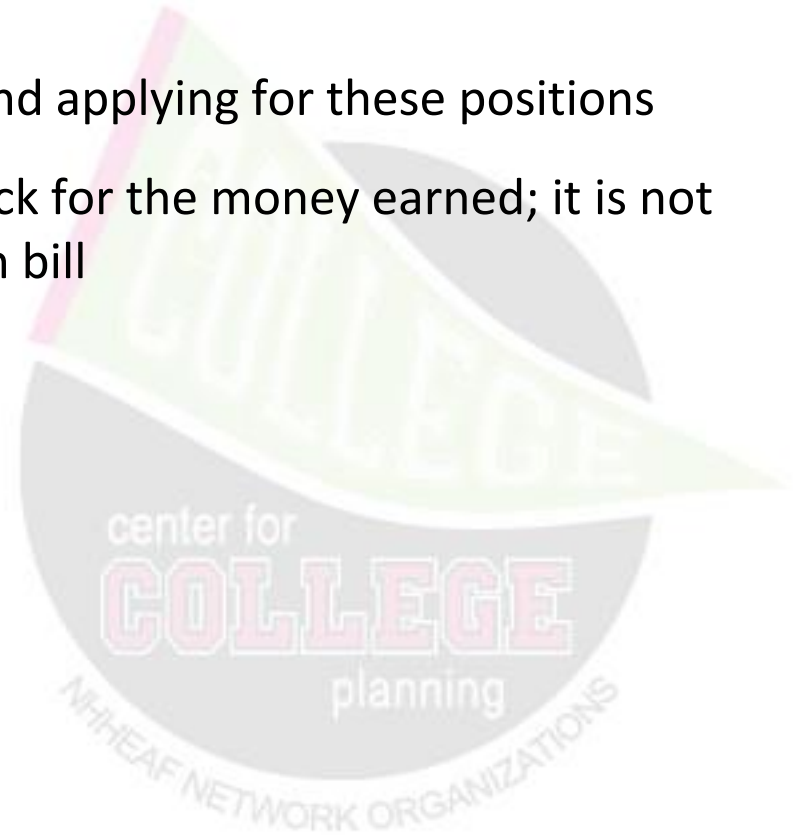 nd applying for these positions
ck for the money earned; it is not
n bill
COLLEGE
center for
COLLEGE
planning
NHHEAF NETWORK ORGANIZATIONS